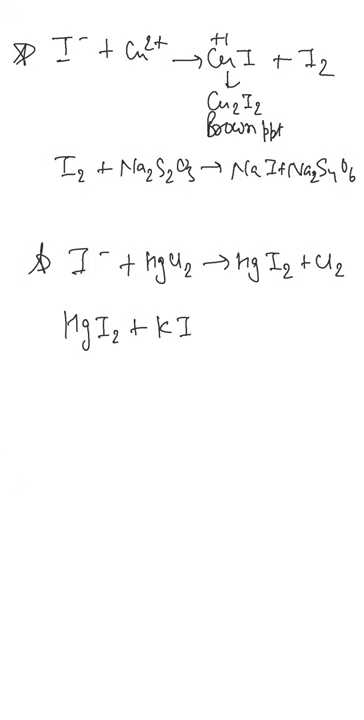 +1
I⁻ + Cu²⁺ → CuI + I₂
↓
Cu₂I₂
Brown ppt
I₂ + Na₂S₂O₃ → NaI + Na₂S₄O₆
I⁻ + HgCl₂ → HgI₂ + Cl₂
HgI₂ + KI